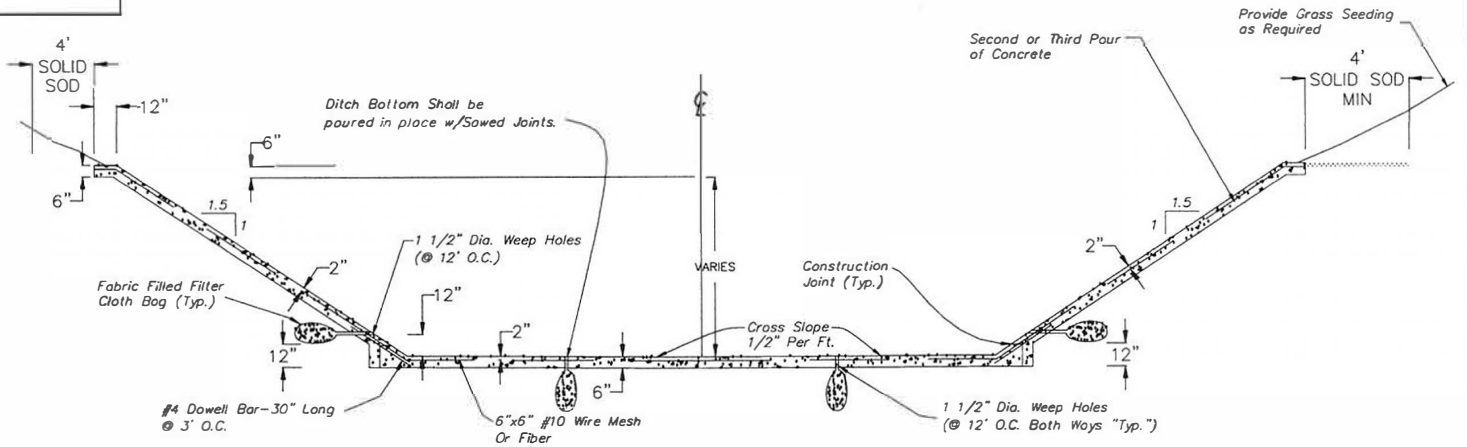 Provide Grass Seeding
as Required
4'
SOLID
SOD
12"
Second or Third Pour
of Concrete
4'
SOLID SOD
MIN
℄
Ditch Bottom Shall be
poured in place w/Sawed Joints.
6"
6"
1.5
1
1.5
1
2"
2"
1 1/2" Dia. Weep Holes
(@ 12' O.C.)
VARIES
Construction
Joint (Typ.)
Fabric Filled Filter
Cloth Bag (Typ.)
12"
12"
2"
Cross Slope
1/2" Per Ft.
12"
6"
#4 Dowell Bar-30" Long
@ 3' O.C.
6"x6" #10 Wire Mesh
Or Fiber
1 1/2" Dia. Weep Holes
(@ 12' O.C. Both Ways "Typ.")